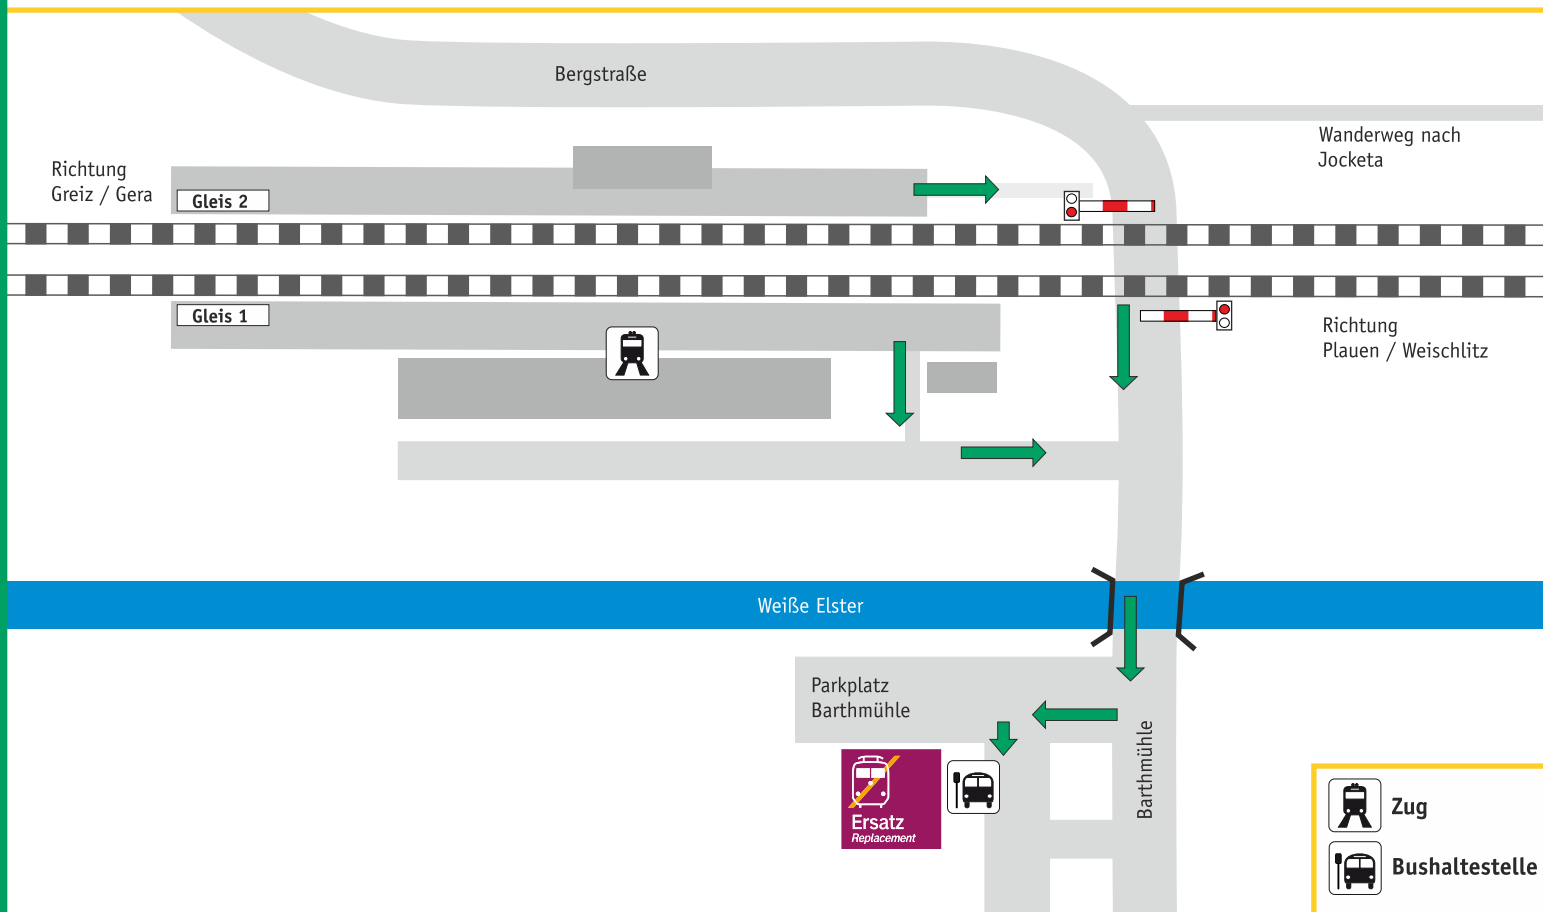 Bergstraße
Wanderweg nach
Jocketa
Richtung
Greiz / Gera
Gleis 2
Gleis 1
Richtung
Plauen / Weischlitz
Weiße Elster
Parkplatz
Barthmühle
Barthmühle
Ersatz
Replacement
Zug
Bushaltestelle